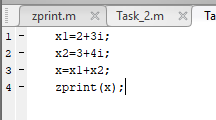 zprint.m Task_2.m Ta
1 - x1=2+3i;
2 - x2=3+4i;
3 - x=x1+x2;
4 - zprint(x);